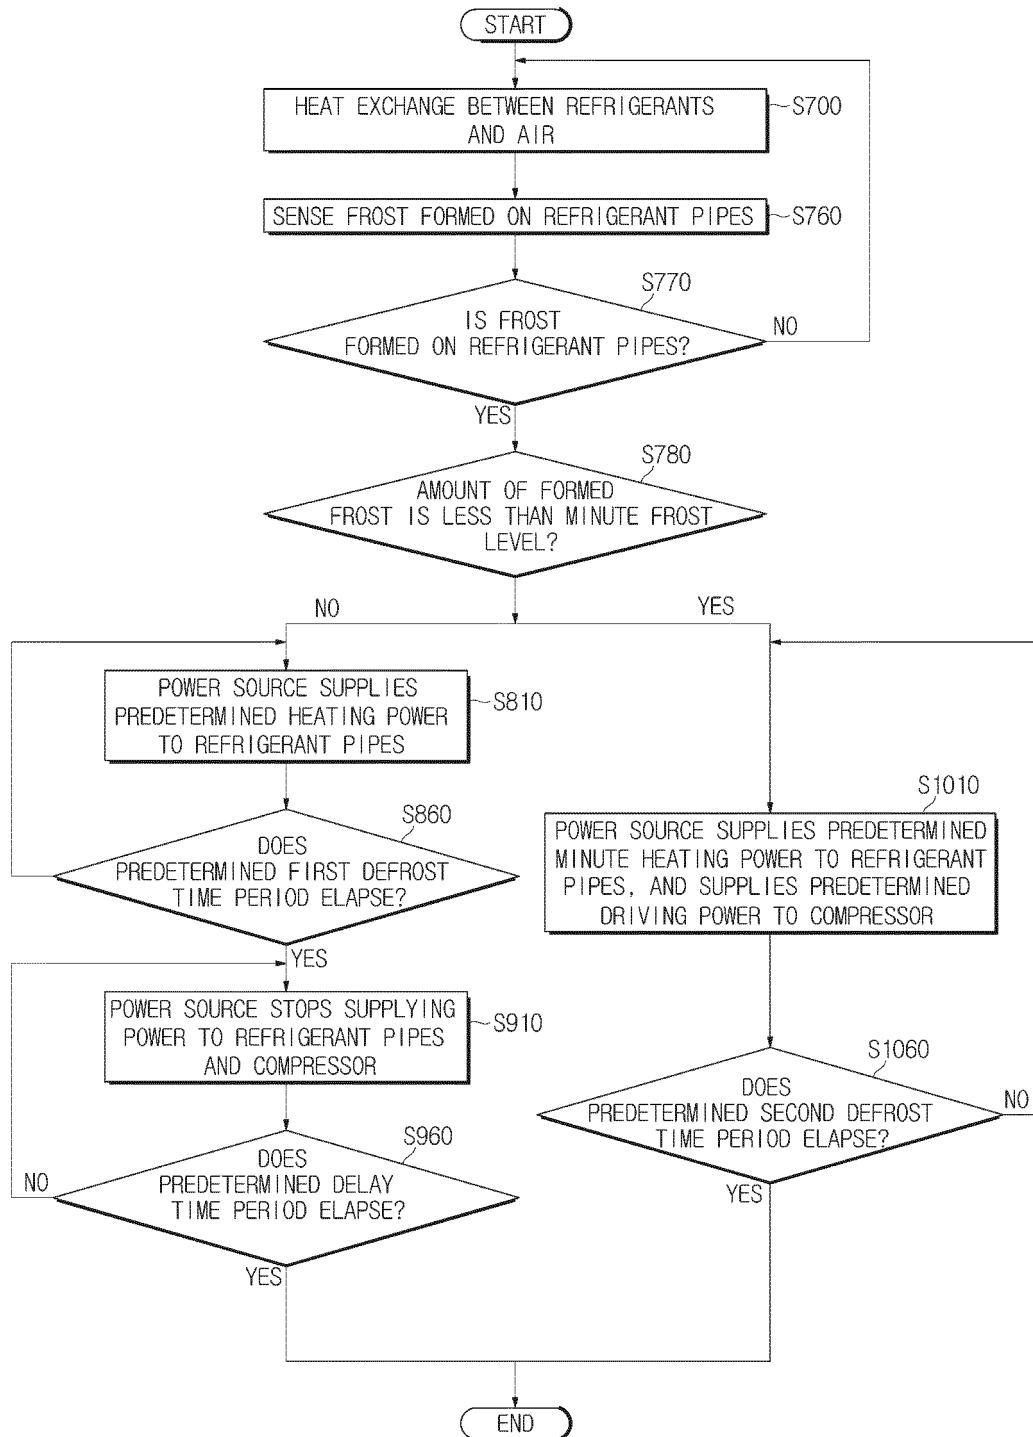 START
HEAT EXCHANGE BETWEEN REFRIGERANTS
AND AIR
S700
SENSE FROST FORMED ON REFRIGERANT PIPES
S760
S770
IS FROST
FORMED ON REFRIGERANT PIPES?
NO
YES
S780
AMOUNT OF FORMED
FROST IS LESS THAN MINUTE FROST
LEVEL?
NO
YES
POWER SOURCE SUPPLIES
PREDETERMINED HEATING POWER
TO REFRIGERANT PIPES
S810
S860
DOES
PREDETERMINED FIRST DEFROST
TIME PERIOD ELAPSE?
YES
S1010
POWER SOURCE SUPPLIES PREDETERMINED
MINUTE HEATING POWER TO REFRIGERANT
PIPES, AND SUPPLIES PREDETERMINED
DRIVING POWER TO COMPRESSOR
POWER SOURCE STOPS SUPPLYING
POWER TO REFRIGERANT PIPES
AND COMPRESSOR
S910
S1060
DOES
PREDETERMINED SECOND DEFROST
TIME PERIOD ELAPSE?
NO
YES
S960
DOES
PREDETERMINED DELAY
TIME PERIOD ELAPSE?
NO
YES
END